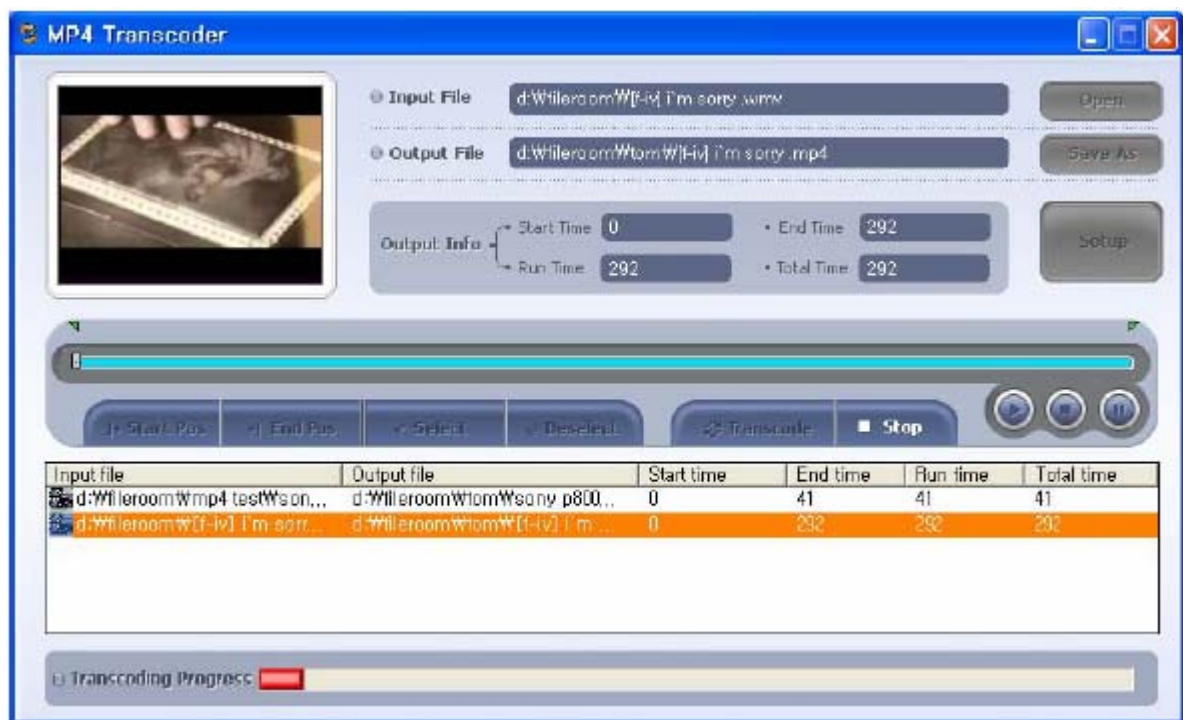 MP4 Transcoder
Input File d:₩fileroom₩[f-iv] i'm sorry .wmv Open
Output File d:₩fileroom₩tom₩[f-iv] i'm sorry .mp4 Save As
Output Info Start Time 0 End Time 292 Setup
Run Time 292 Total Time 292
Start Pos End Pos Select Deselect Transcode Stop
Input file Output file Start time End time Run time Total time
d:₩fileroom₩mp4 test₩son... d:₩fileroom₩tom₩sony p800... 0 41 41 41
d:₩fileroom₩[f-iv] i'm sorr... d:₩fileroom₩tom₩[f-iv] i'm ... 0 292 292 292
Transcoding Progress